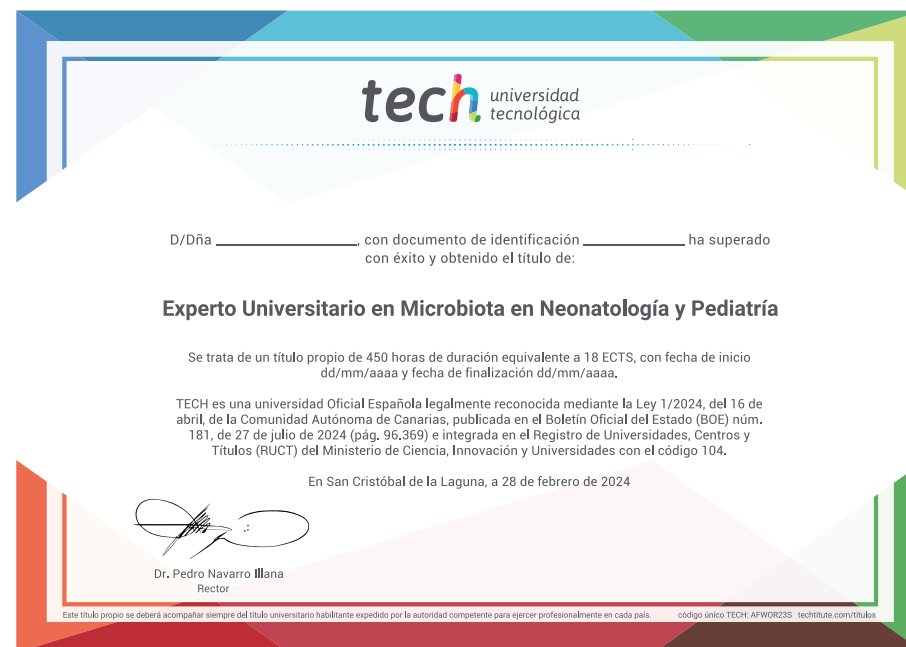 tech universidad
tecnológica
D/Dña ________________, con documento de identificación ____________ ha superado
con éxito y obtenido el título de:
Experto Universitario en Microbiota en Neonatología y Pediatría
Se trata de un título propio de 450 horas de duración equivalente a 18 ECTS, con fecha de inicio
dd/mm/aaaa y fecha de finalización dd/mm/aaaa.
TECH es una universidad Oficial Española legalmente reconocida mediante la Ley 1/2024, del 16 de
abril, de la Comunidad Autónoma de Canarias, publicada en el Boletín Oficial del Estado (BOE) núm.
181, de 27 de julio de 2024 (pág. 96.369) e integrada en el Registro de Universidades, Centros y
Títulos (RUCT) del Ministerio de Ciencia, Innovación y Universidades con el código 104.
En San Cristóbal de la Laguna, a 28 de febrero de 2024
Dr. Pedro Navarro Illana
Rector
Este título propio se deberá acompañar siempre del título universitario habilitante expedido por la autoridad competente para ejercer profesionalmente en cada país. código único TECH: AFWOR23S techtitute.com/titulos